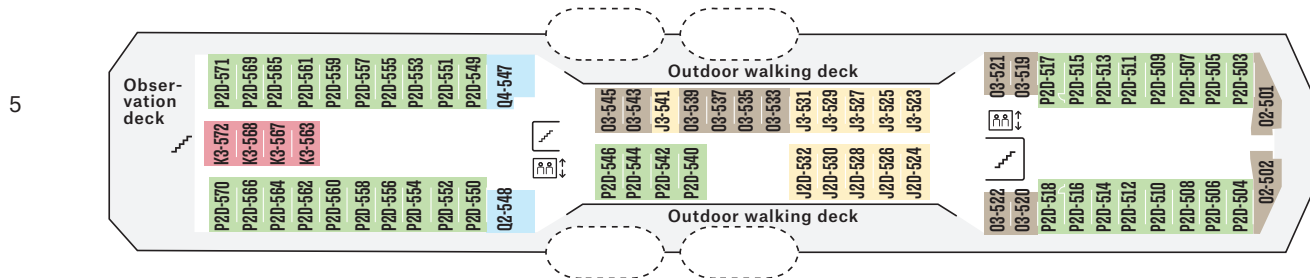 5
Obser-
vation
deck
P2D-571
P2D-569
P2D-565
P2D-561
P2D-559
P2D-557
P2D-555
P2D-553
P2D-551
P2D-549
Q4-547
K3-572
K3-568
K3-567
K3-563
P2D-570
P2D-566
P2D-564
P2D-562
P2D-560
P2D-558
P2D-556
P2D-554
P2D-552
P2D-550
Q2-548
Outdoor walking deck
O3-545
O3-543
J3-541
O3-539
O3-537
O3-535
O3-533
J3-531
J3-529
J3-527
J3-525
J3-523
P2D-546
P2D-544
P2D-542
P2D-540
J2D-532
J2D-530
J2D-528
J2D-526
J2D-524
Outdoor walking deck
O3-521
O3-519
P2D-517
P2D-515
P2D-513
P2D-511
P2D-509
P2D-507
P2D-505
P2D-503
O2-501
O3-522
O3-520
P2D-518
P2D-516
P2D-514
P2D-512
P2D-510
P2D-508
P2D-506
P2D-504
O2-502